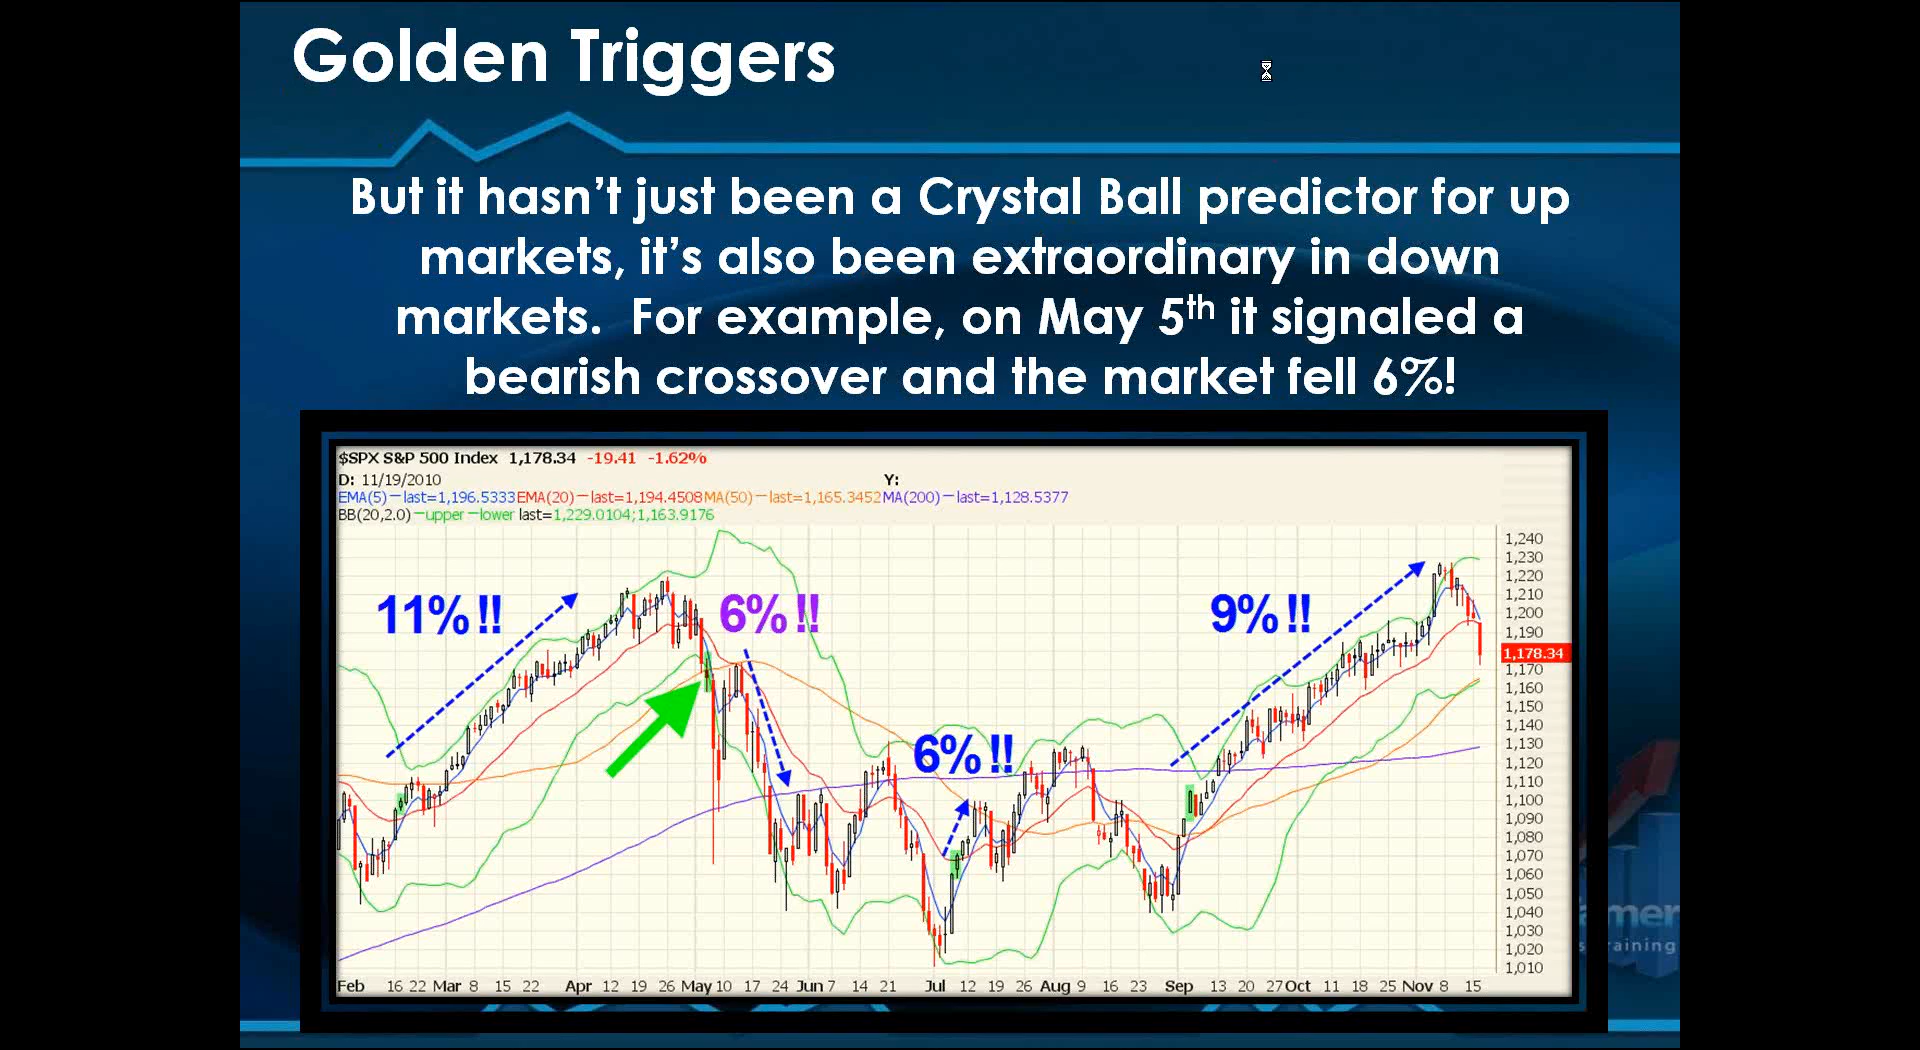 Golden Triggers
But it hasn't just been a Crystal Ball predictor for up
markets, it's also been extraordinary in down
markets.  For example, on May 5th it signaled a
bearish crossover and the market fell 6%!
$SPX S&P 500 Index 1,178.34 -19.41 -1.62%
D: 11/19/2010 Y:
EMA(5)—last=1,196.5333EMA(20)—last=1,194.4508MA(50)—last=1,165.3452MA(200)—last=1,128.5377
BB(20,2.0)—upper—lower last=1,229.0104;1,163.9176
11%!!
6%!!
6%!!
9%!!
1,240
1,230
1,220
1,210
1,200
1,190
1,178.34
1,170
1,160
1,150
1,140
1,130
1,120
1,110
1,100
1,090
1,080
1,070
1,060
1,050
1,040
1,030
1,020
1,010
Feb 16 22 Mar 8 15 22 Apr 12 19 26 May 10 17 24 Jun 7 14 21 Jul 12 19 26 Aug 9 16 23 Sep 13 20 27 Oct 11 18 25 Nov 8 15